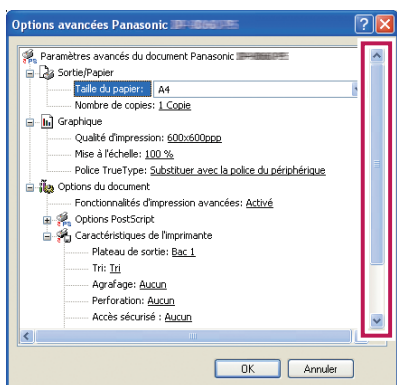 Options avancées Panasonic
Paramètres avancés du document Panasonic
Sortie/Papier
Taille du papier: A4
Nombre de copies: 1 Copie
Graphique
Qualité d'impression: 600x600ppp
Mise à l'échelle: 100 %
Police TrueType: Substituer avec la police du périphérique
Options du document
Fonctionnalités d'impression avancées: Activé
Options PostScript
Caractéristiques de l'imprimante
Plateau de sortie: Bac 1
Tri: Tri
Agrafage: Aucun
Perforation: Aucun
Accès sécurisé : Aucun
OK Annuler